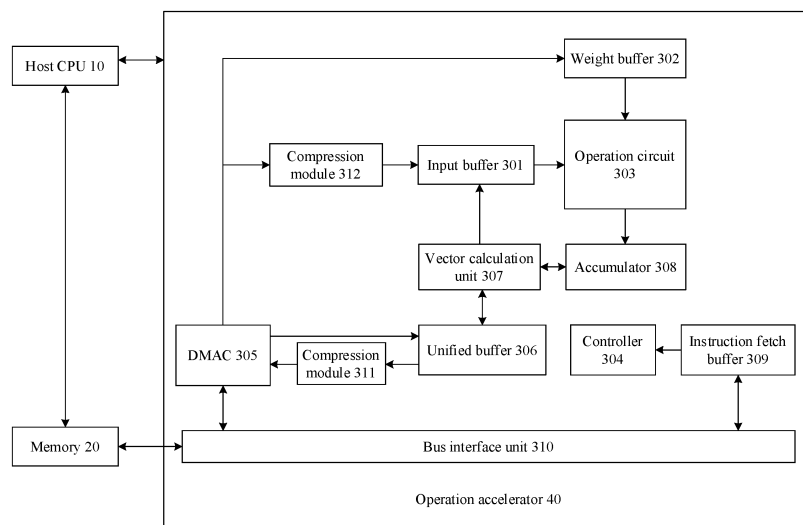 Host CPU 10
Weight buffer 302
Compression
module 312
Input buffer 301
Operation circuit
303
Vector calculation
unit 307
Accumulator 308
DMAC 305
Compression
module 311
Unified buffer 306
Controller
304
Instruction fetch
buffer 309
Memory 20
Bus interface unit 310
Operation accelerator 40